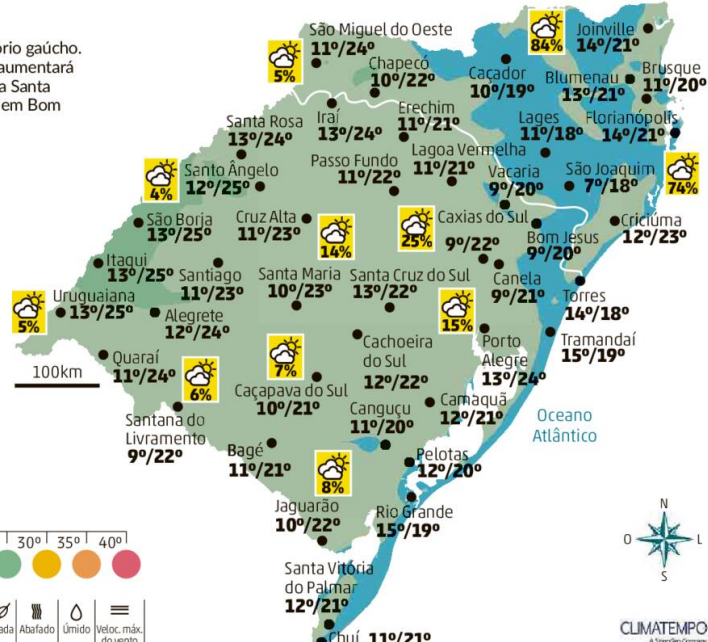 ório gaúcho.
aumentará
a Santa
em Bom
São Miguel do Oeste
11º/24º
5%
Chapecó
10º/22º
84%
Caçador
10º/19º
Joinville
14º/21º
Blumenau
13º/21º
Brusque
11º/20º
Iraí
13º/24º
Erechim
11º/21º
Lages
11º/18º
Florianópolis
14º/21º
Santa Rosa
13º/24º
Lagoa Vermelha
11º/21º
Passo Fundo
11º/22º
Vacaria
9º/20º
São Joaquim
7º/18º
74%
4%
Santo Ângelo
12º/25º
São Borja
13º/25º
Cruz Alta
11º/23º
14%
25%
Caxias do Sul
9º/22º
Bom Jesus
9º/20º
Criciúma
12º/23º
Itaqui
13º/25º
Santiago
11º/23º
Santa Maria
10º/23º
Santa Cruz do Sul
13º/22º
Canela
9º/21º
Torres
14º/18º
5%
Uruguaiana
13º/25º
Alegrete
12º/24º
15%
Porto
Alegre
13º/24º
Tramandaí
15º/19º
Quaraí
11º/24º
100km
6%
7%
Cachoeira
do Sul
12º/22º
Caçapava do Sul
10º/21º
Camaquã
12º/21º
Santana do
Livramento
9º/22º
Canguçu
11º/20º
Oceano
Atlântico
Bagé
11º/21º
8%
Pelotas
12º/20º
Jaguarão
10º/22º
Rio Grande
15º/19º
N
O
L
S
30º
35º
40º
Santa Vitória
do Palmar
12º/21º
ada
Abafado
Úmido
Veloc. máx.
do vento
Chuí 11º/21º
CLIMATEMPO